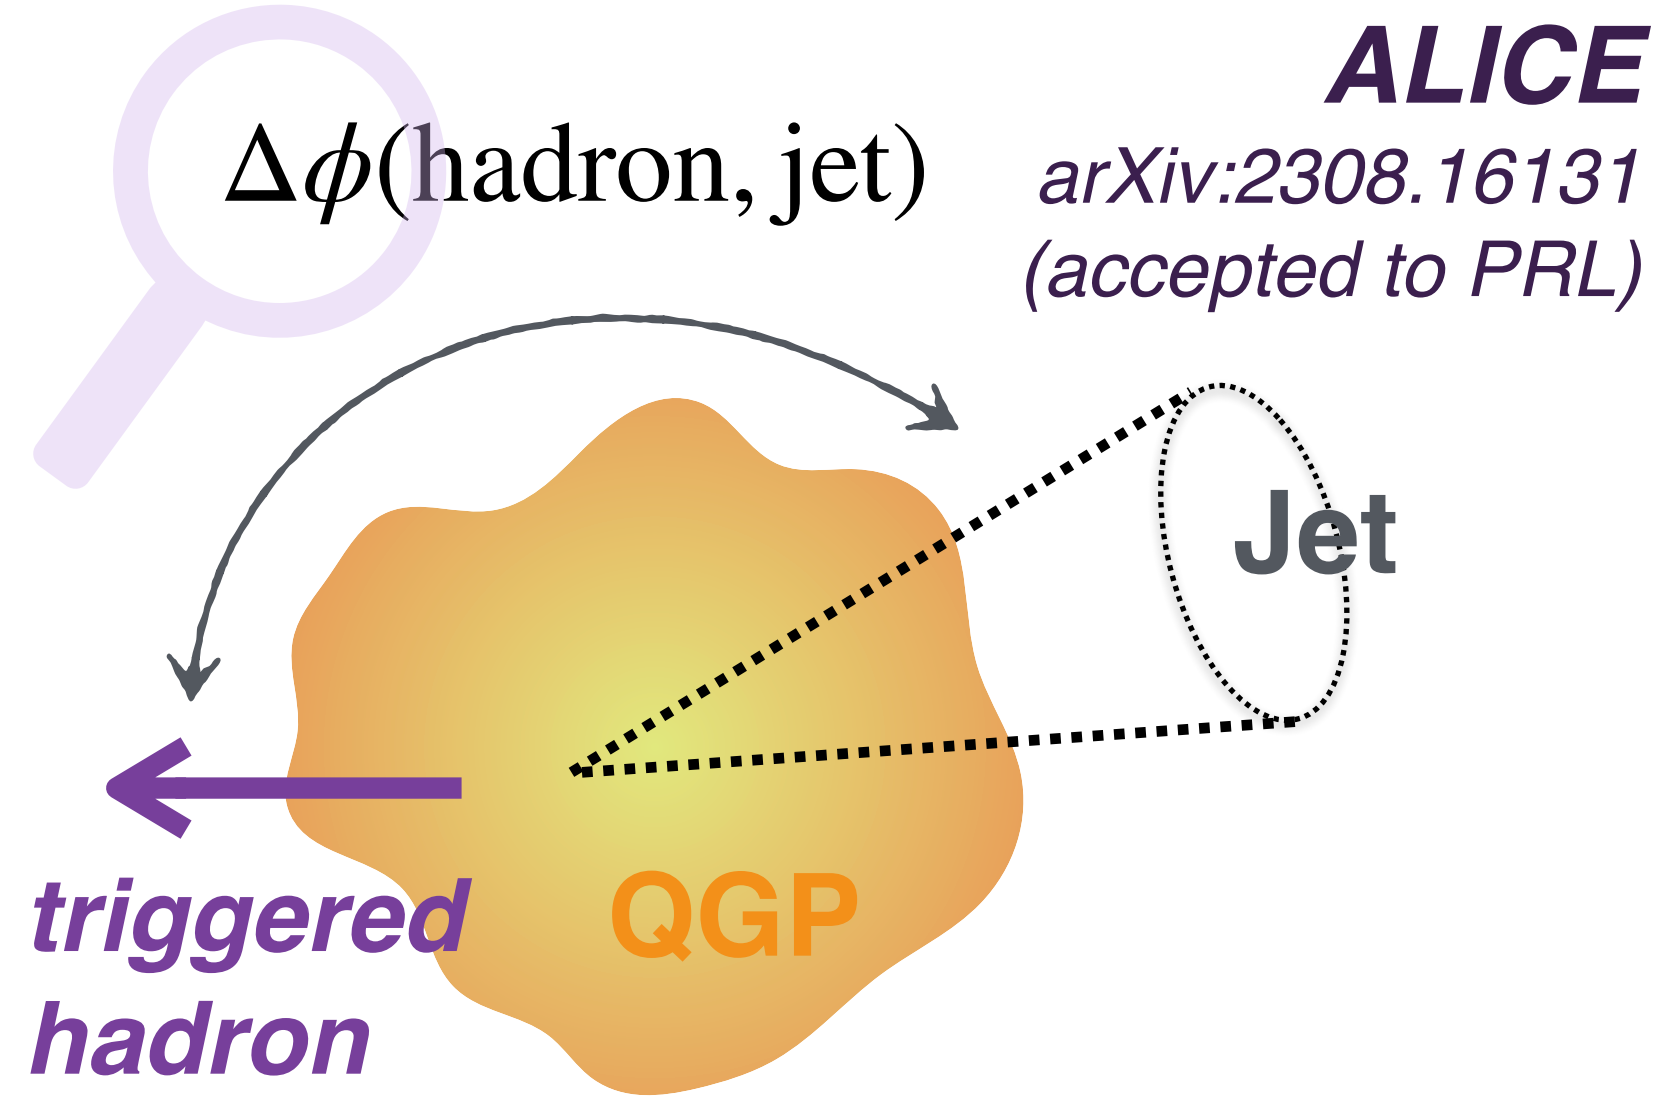 ALICE
Δϕ(hadron, jet)
arXiv:2308.16131
(accepted to PRL)
Jet
QGP
triggered
hadron